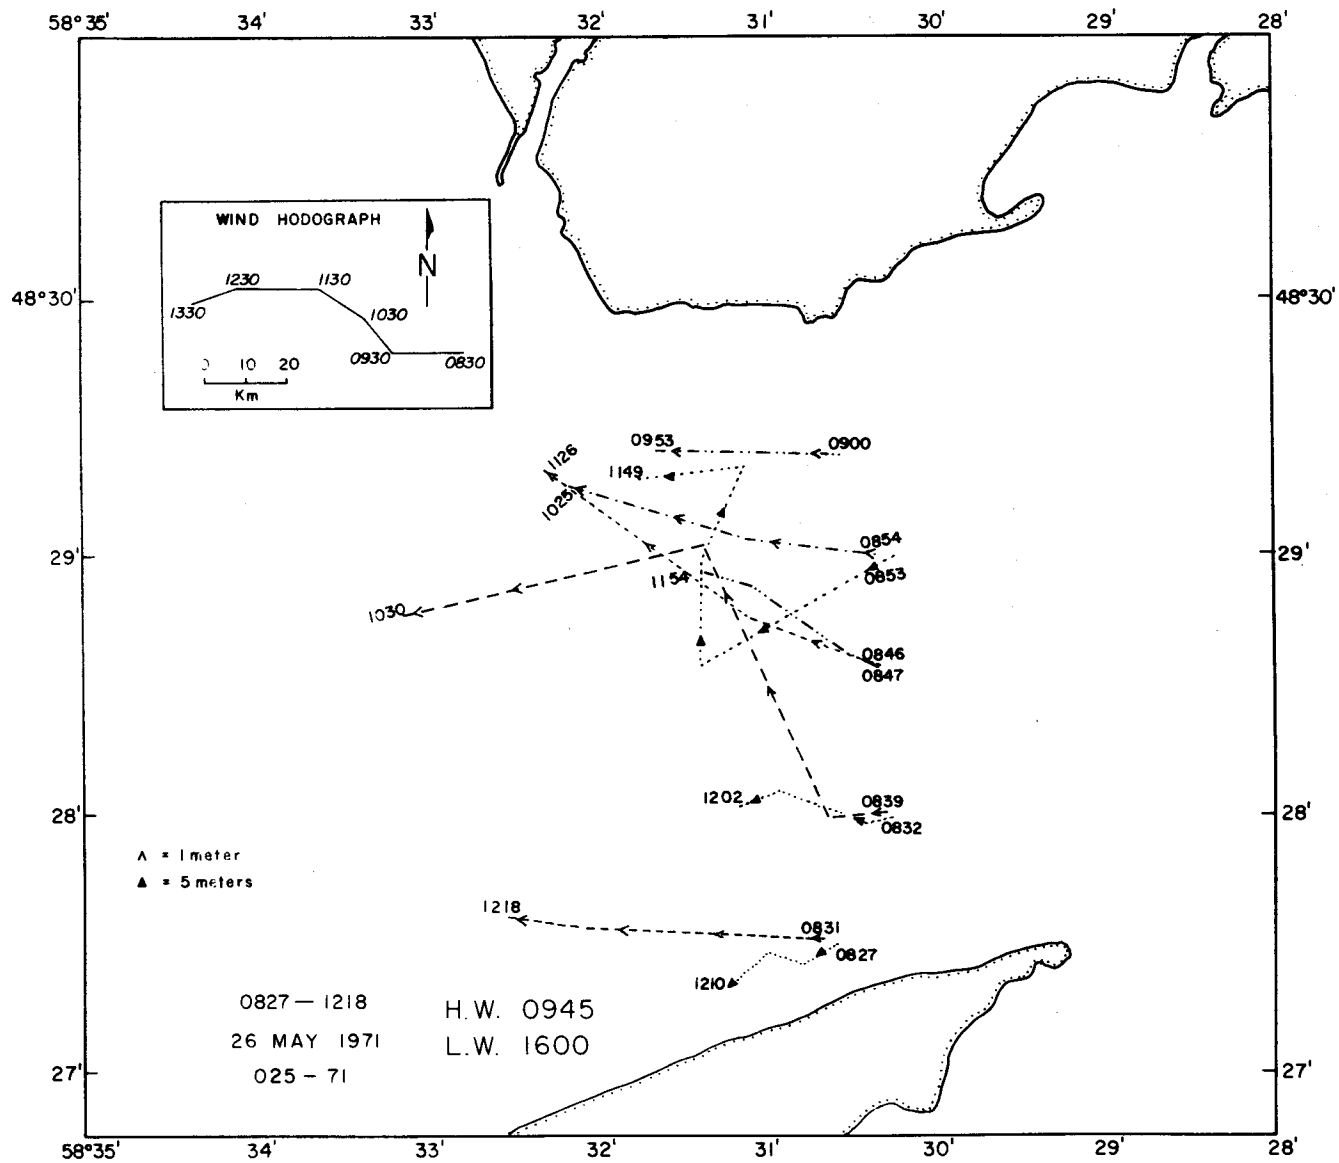 58°35' 34' 33' 32' 31' 30' 29' 28'
WIND HODOGRAPH
N
1230 1130
1330 1030
0930 0830
0 10 20
Km
48°30' 48°30'
0953 0900
1126
1149
1025
0854
29' 29'
0853
1154
1030
0846
0847
1202 0839
28' 28'
0832
∧ = 1 meter
▲ = 5 meters
1218 0831
0827
1210
0827 – 1218 H.W. 0945
26 MAY 1971 L.W. 1600
025 – 71
27' 27'
58°35' 34' 33' 32' 31' 30' 29' 28'